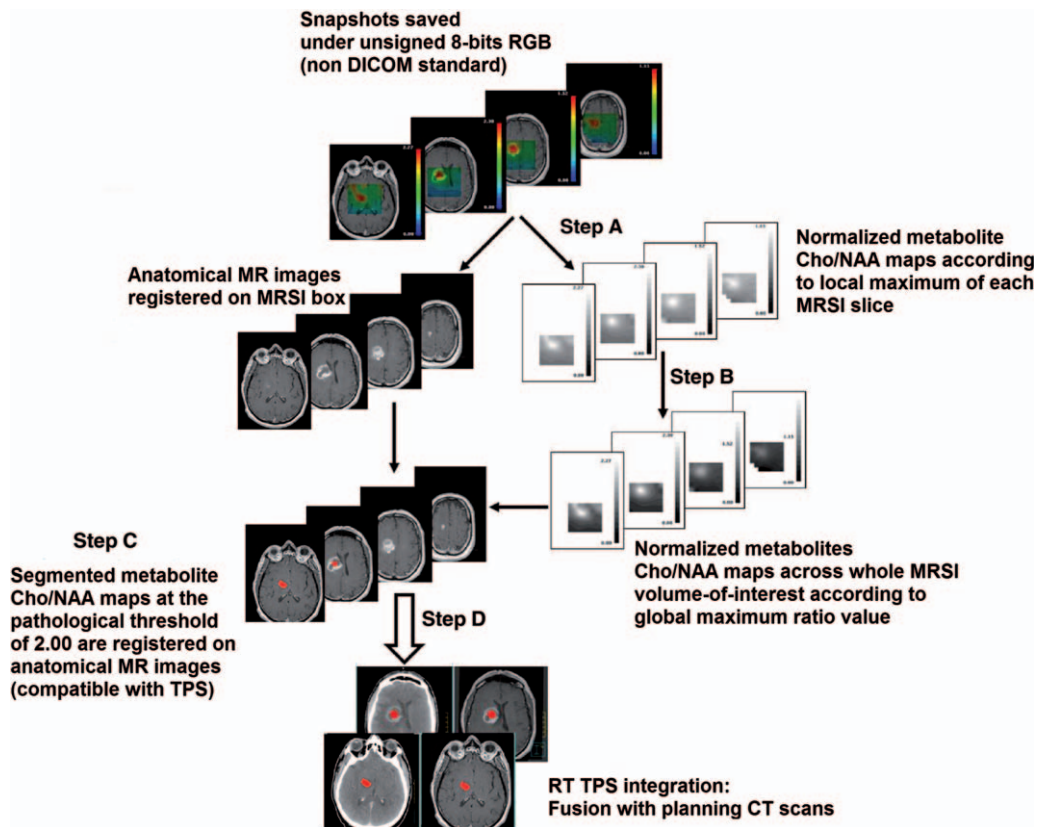 Snapshots saved
under unsigned 8-bits RGB
(non DICOM standard)
Step A
Anatomical MR images
registered on MRSI box
Normalized metabolite
Cho/NAA maps according
to local maximum of each
MRSI slice
Step B
Step C
Segmented metabolite
Cho/NAA maps at the
pathological threshold
of 2.00 are registered on
anatomical MR images
(compatible with TPS)
Normalized metabolites
Cho/NAA maps across whole MRSI
volume-of-interest according to
global maximum ratio value
Step D
RT TPS integration:
Fusion with planning CT scans